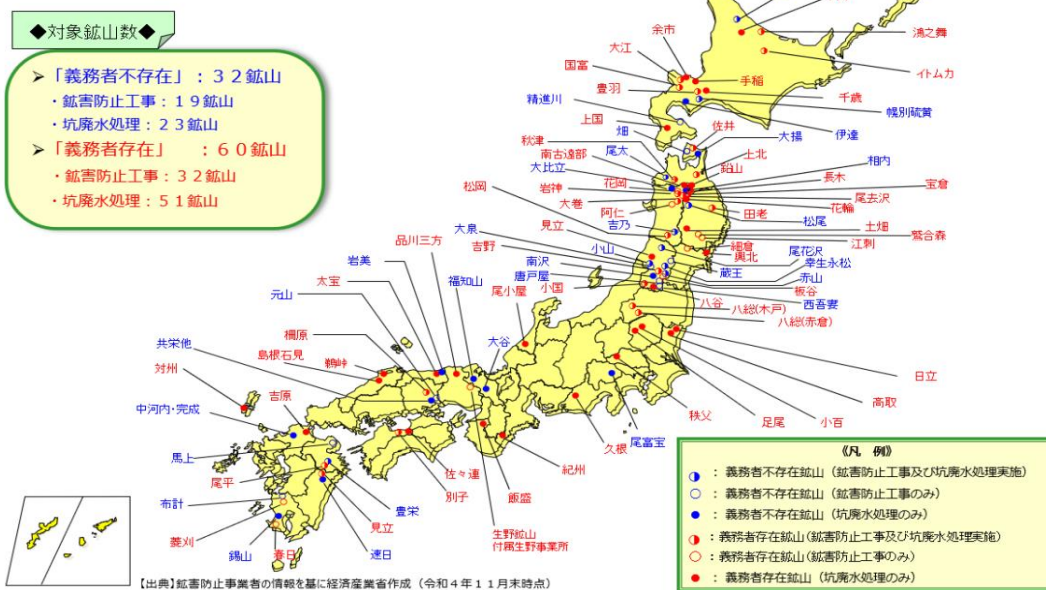 ◆対象鉱山数◆
➢ 「義務者不存在」：３２鉱山
・鉱害防止工事：１９鉱山
・坑廃水処理：２３鉱山
➢ 「義務者存在」　：６０鉱山
・鉱害防止工事：３２鉱山
・坑廃水処理：５１鉱山
余市
大江
国富
豊羽
精進川
上国
鴻之舞
イトムカ
手稲
千歳
幌別硫黄
伊達
畑
佐井
大揚
秋津
尾太
南古遠部
大比立
上北
鉛山
相内
長木
松岡
花岡
岩神
宝倉
大巻
尾去沢
花輪
阿仁
田老
松尾
見立
吉乃
土畑
鷲合森
江刺
大泉
品川三方
吉野
小山
細倉
興北
尾花沢
岩美
太宝
福知山
南沢
蔵王
幸生永松
赤山
唐戸屋
板谷
西吾妻
元山
尾小屋
小国
八谷
八総(木戸)
八総(赤倉)
共栄他
柵原
大谷
島根石見
鵜峠
対州
日立
吉原
高取
中河内・完成
秩父
足尾
小百
馬上
久根
尾富宝
尾平
佐々連
紀州
布計
豊栄
別子
飯盛
菱刈
見立
生野鉱山
付属生野事業所
錫山
春日
速日
《凡　例》
◑ ：義務者不存在鉱山（鉱害防止工事及び坑廃水処理実施）
○ ：義務者不存在鉱山（鉱害防止工事のみ）
● ：義務者不存在鉱山（坑廃水処理のみ）
◑ ：義務者存在鉱山(鉱害防止工事及び坑廃水処理実施）
○ ：義務者存在鉱山(鉱害防止工事のみ）
● ：義務者存在鉱山（坑廃水処理のみ）
【出典】鉱害防止事業者の情報を基に経済産業省作成（令和４年１１月末時点）